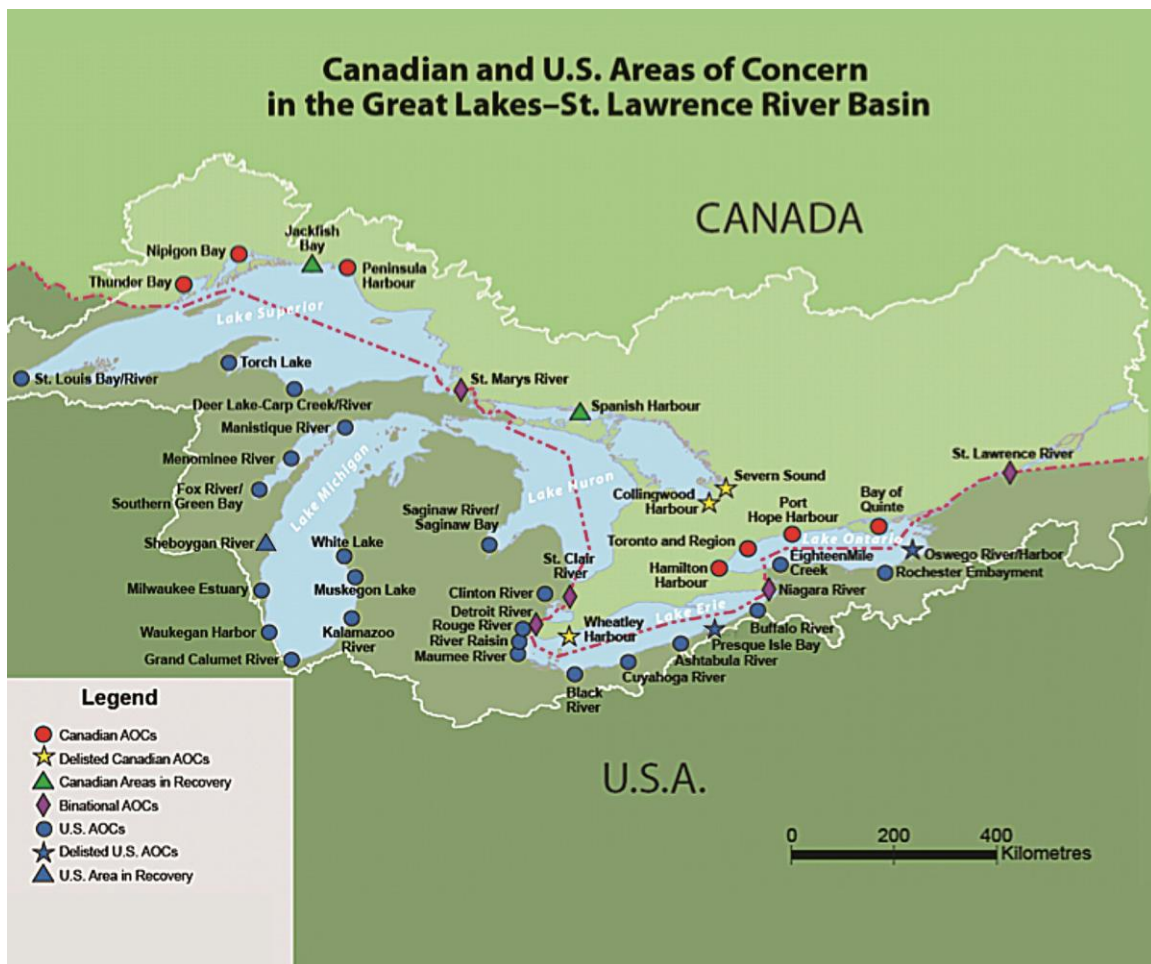 Canadian and U.S. Areas of Concern
in the Great Lakes–St. Lawrence River Basin
CANADA
Jackfish
Bay
Nipigon Bay
Peninsula
Harbour
Thunder Bay
Lake Superior
Torch Lake
St. Louis Bay/River
St. Marys River
Deer Lake-Carp Creek/River
Spanish Harbour
Manistique River
Menominee River
St. Lawrence River
Fox River/
Southern Green Bay
Lake Michigan
Lake Huron
Severn Sound
Collingwood
Harbour
Bay of
Quinte
Port
Hope Harbour
Saginaw River/
Saginaw Bay
Sheboygan River
White Lake
Toronto and Region
Lake Ontario
Oswego River/Harbor
St. Clair
River
EighteenMile
Creek
Hamilton
Harbour
Rochester Embayment
Milwaukee Estuary
Muskegon Lake
Clinton River
Niagara River
Detroit River
Lake Erie
Rouge River
Wheatley
Harbour
Buffalo River
Waukegan Harbor
Kalamazoo
River
River Raisin
Presque Isle Bay
Maumee River
Grand Calumet River
Ashtabula River
Cuyahoga River
Black
River
U.S.A.
Legend
Canadian AOCs
Delisted Canadian AOCs
Canadian Areas in Recovery
Binational AOCs
U.S. AOCs
Delisted U.S. AOCs
U.S. Area in Recovery
0 200 400
Kilometres